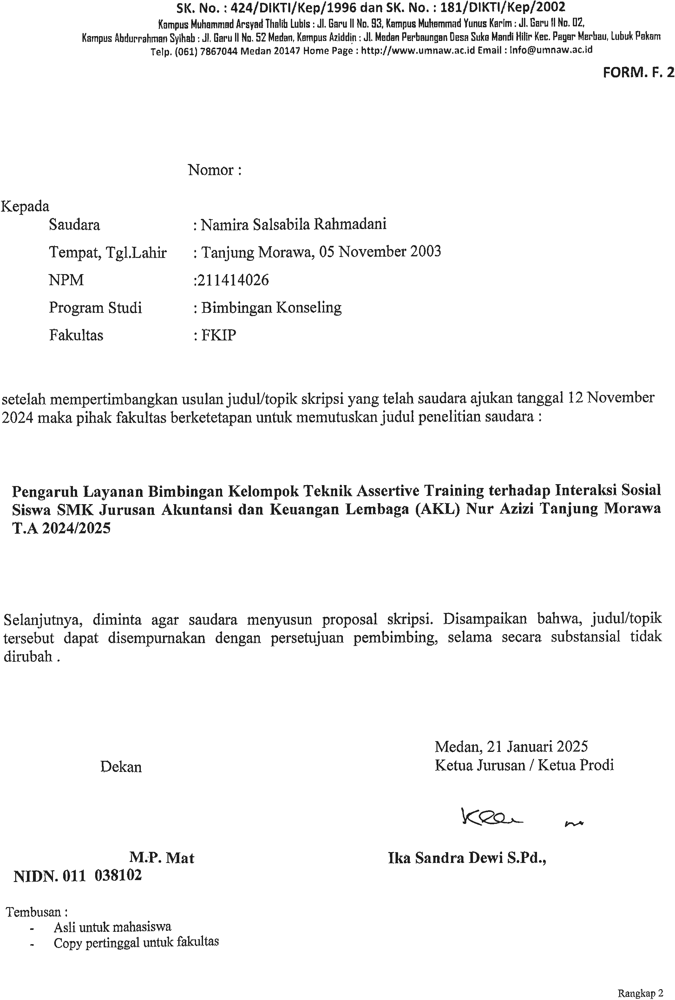 SK. No. : 424/DIKTI/Kep/1996 dan SK. No. : 181/DIKTI/Kep/2002
Kampus Muhammad Arsyad Thalib Lubis : Jl. Garu II No. 93, Kampus Muhammad Yunus Karim : Jl. Garu II No. 02,
Kampus Abdurrahman Syihab : Jl. Garu II No. 52 Medan, Kampus Aziddin : Jl. Medan Perbaungan Desa Suka Mandi Hilir Kec. Pagar Merbau, Lubuk Pakam
Telp. (061) 7867044 Medan 20147 Home Page : http://www.umnaw.ac.id Email : info@umnaw.ac.id
FORM. F. 2
Nomor :
Kepada
Saudara : Namira Salsabila Rahmadani
Tempat, Tgl.Lahir : Tanjung Morawa, 05 November 2003
NPM :211414026
Program Studi : Bimbingan Konseling
Fakultas : FKIP
setelah mempertimbangkan usulan judul/topik skripsi yang telah saudara ajukan tanggal 12 November
2024 maka pihak fakultas berketetapan untuk memutuskan judul penelitian saudara :
Pengaruh Layanan Bimbingan Kelompok Teknik Assertive Training terhadap Interaksi Sosial
Siswa SMK Jurusan Akuntansi dan Keuangan Lembaga (AKL) Nur Azizi Tanjung Morawa
T.A 2024/2025
Selanjutnya, diminta agar saudara menyusun proposal skripsi. Disampaikan bahwa, judul/topik
tersebut dapat disempurnakan dengan persetujuan pembimbing, selama secara substansial tidak
dirubah .
Medan, 21 Januari 2025
Dekan Ketua Jurusan / Ketua Prodi
M.P. Mat Ika Sandra Dewi S.Pd.,
NIDN. 011 038102
Tembusan :
- Asli untuk mahasiswa
- Copy pertinggal untuk fakultas
Rangkap 2